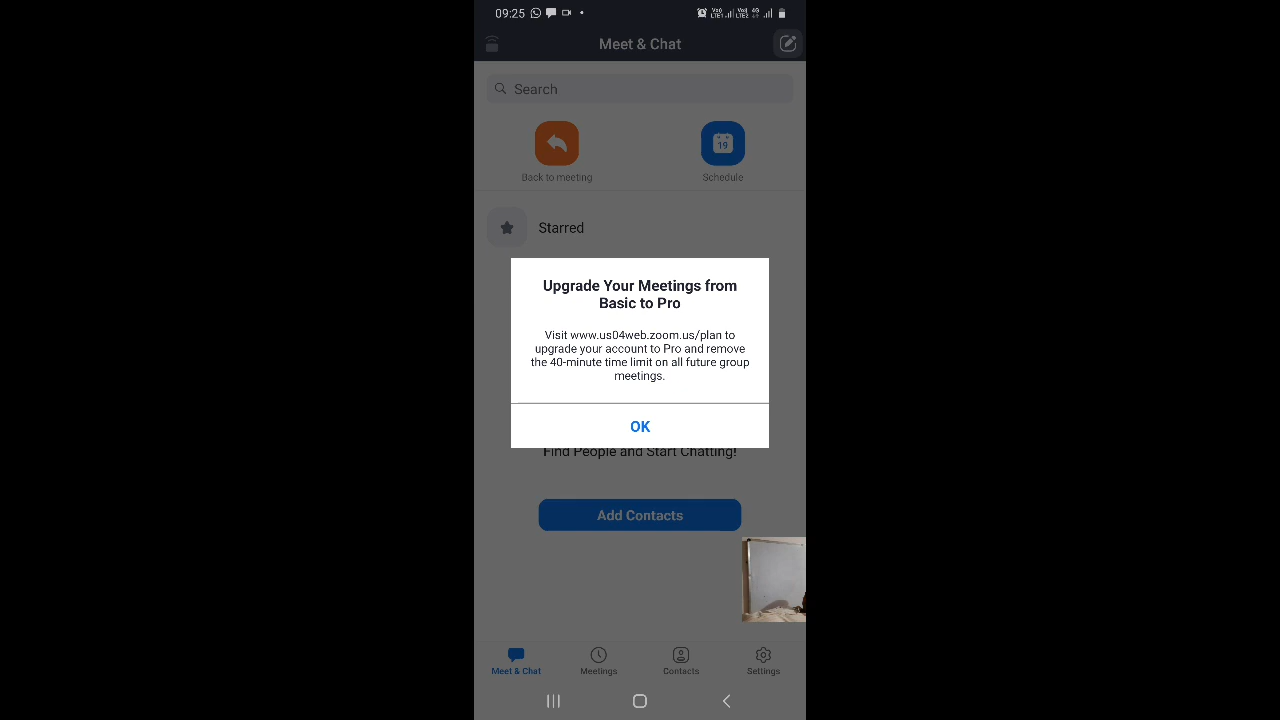 09:25
Meet & Chat
Search
19
Back to meeting
Schedule
Starred
Upgrade Your Meetings from
Basic to Pro
Visit www.us04web.zoom.us/plan to
upgrade your account to Pro and remove
the 40-minute time limit on all future group
meetings.
OK
Find People and Start Chatting!
Add Contacts
Meet & Chat
Meetings
Contacts
Settings